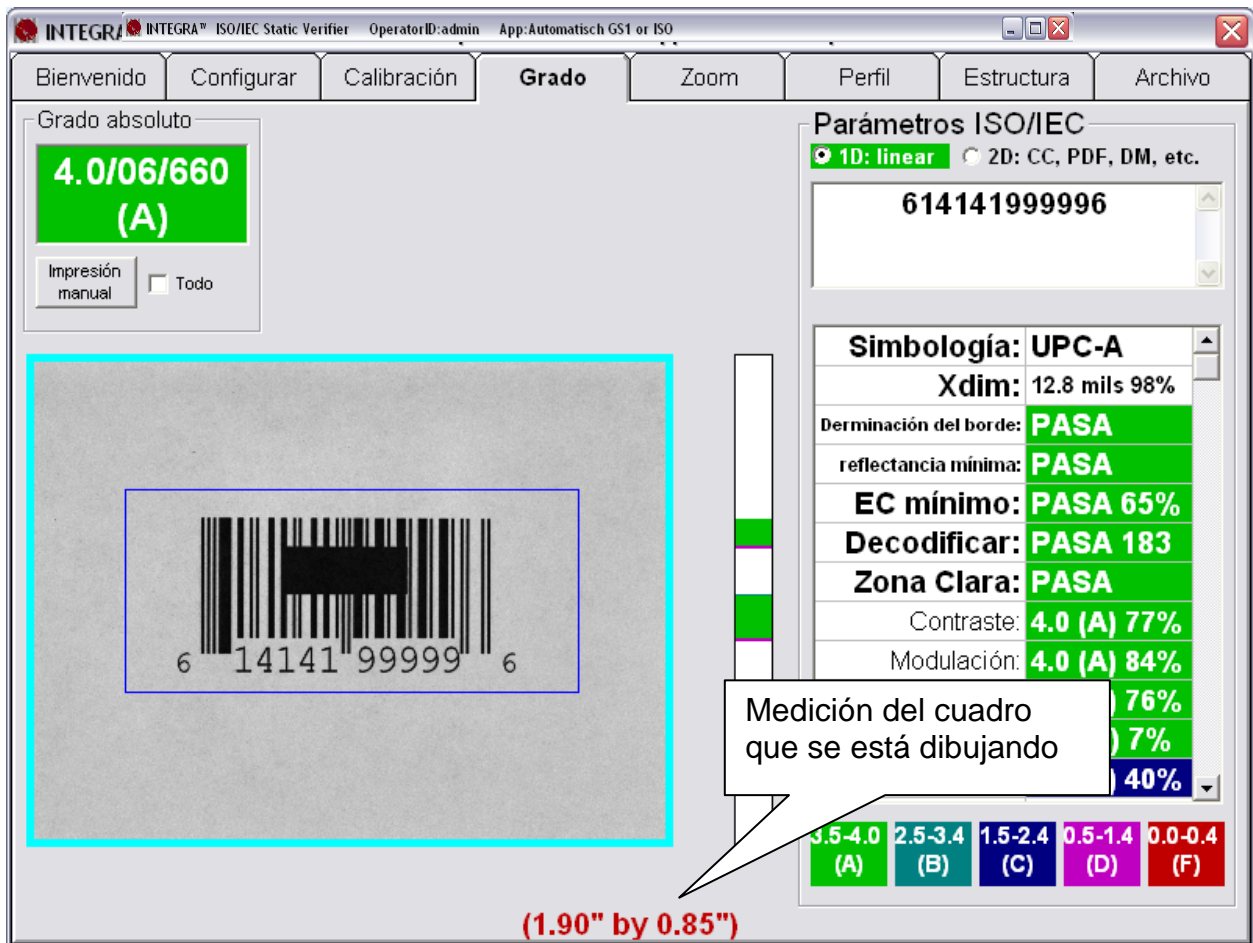 INTEGRA INTEGRA™ ISO/IEC Static Verifier OperatorID:admin App:Automatisch GS1 or ISO
Bienvenido Configurar Calibración Grado Zoom Perfil Estructura Archivo
Grado absoluto
4.0/06/660
(A)
Impresión
manual
Todo
Parámetros ISO/IEC
1D: linear 2D: CC, PDF, DM, etc.
614141999996
Simbología: UPC-A
Xdim: 12.8 mils 98%
Derminación del borde: PASA
reflectancia mínima: PASA
EC mínimo: PASA 65%
Decodificar: PASA 183
Zona Clara: PASA
Contraste: 4.0 (A) 77%
Modulación: 4.0 (A) 84%
) 76%
) 7%
) 40%
6 14141 99999 6
Medición del cuadro
que se está dibujando
3.5-4.0 2.5-3.4 1.5-2.4 0.5-1.4 0.0-0.4
(A) (B) (C) (D) (F)
(1.90" by 0.85")